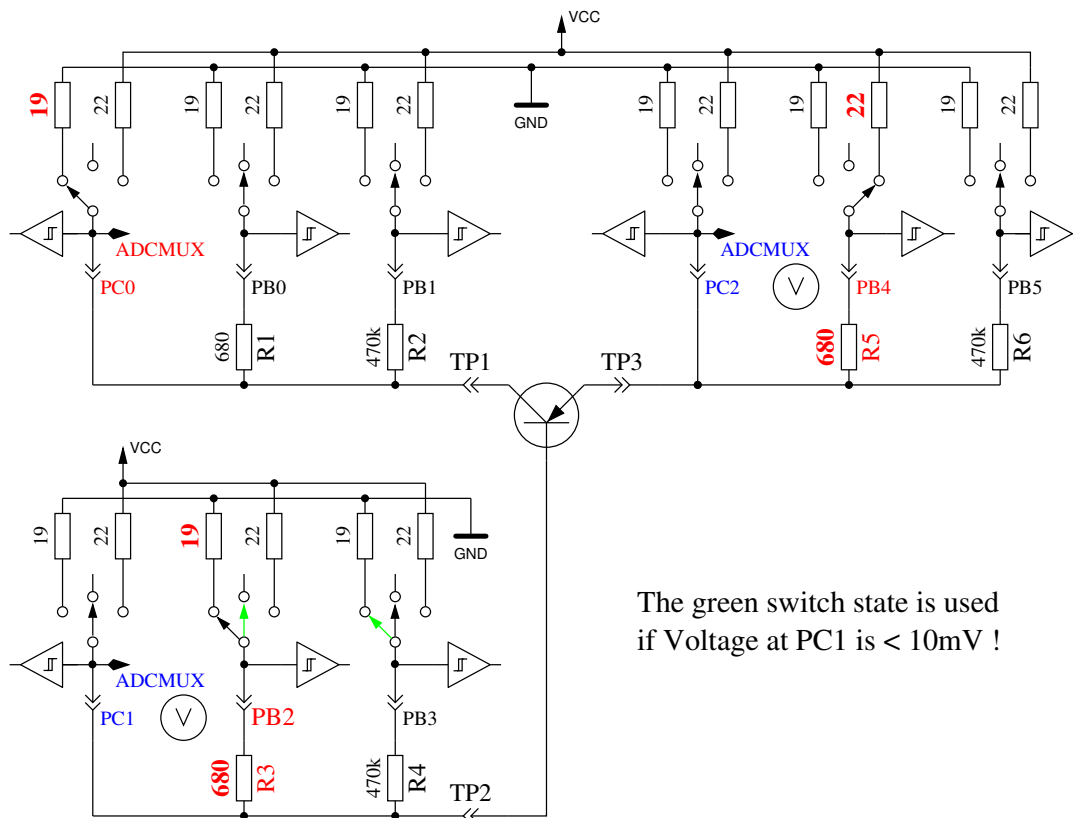 VCC
19
22
19
22
19
22
GND
19
22
19
22
19
22
ADCMUX
ADCMUX
PC0
PB0
PB1
PC2
V
PB4
PB5
680
R1
470k
R2
680
R5
470k
R6
TP1
TP3
VCC
19
22
19
22
19
22
GND
The green switch state is used
if Voltage at PC1 is < 10mV !
ADCMUX
PC1
V
PB2
PB3
680
R3
470k
R4
TP2